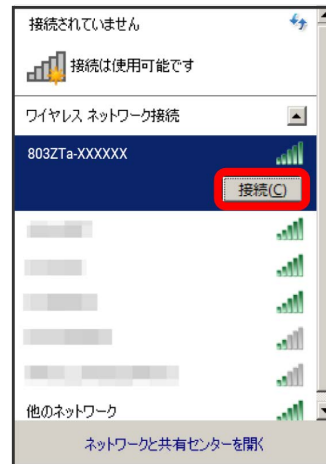 接続されていません
接続は使用可能です
ワイヤレス ネットワーク接続
803ZTa-XXXXXX
接続(C)
他のネットワーク
ネットワークと共有センターを開く